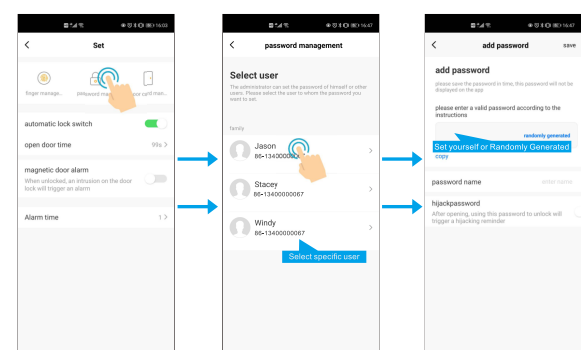 16:03
Set
finger manage..
password man
or card man...
automatic lock switch
open door time
99s >
magnetic door alarm
When unlocked, an intrusion on the door
lock will trigger an alarm
Alarm time
1 >
16:47
password management
Select user
The administrator can set the password of himself or other
users. Please select the user to whom the password you
want to set.
family
Jason
86-13400000067
Stacey
86-13400000067
Windy
86-13400000067
Select specific user
16:47
add password
save
add password
please save the password in time, this password will not be
displayed on the app
please enter a valid password according to the
instructions
randomly generated
Set yourself or Randomly Generated
copy
password name
enter name
hijackpassword
After opening, using this password to unlock will
trigger a hijacking reminder